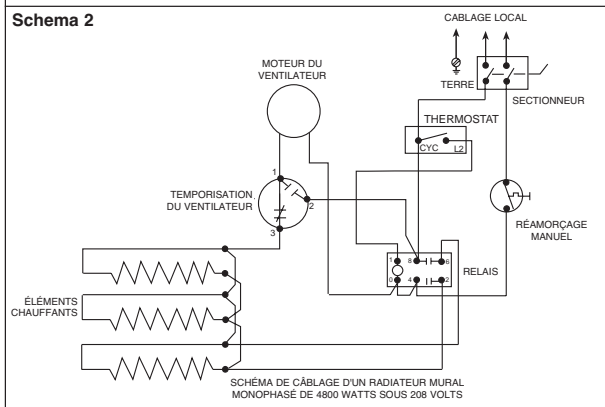 Schema 2
CABLAGE LOCAL
MOTEUR DU
VENTILATEUR
TERRE
SECTIONNEUR
THERMOSTAT
CYC L2
1
TEMPORISATION
DU VENTILATEUR
2
3
RÉAMORÇAGE
MANUEL
1 8 6
RELAIS
0 4 2
ÉLÉMENTS
CHAUFFANTS
SCHÉMA DE CÂBLAGE D'UN RADIATEUR MURAL
MONOPHASÉ DE 4800 WATTS SOUS 208 VOLTS